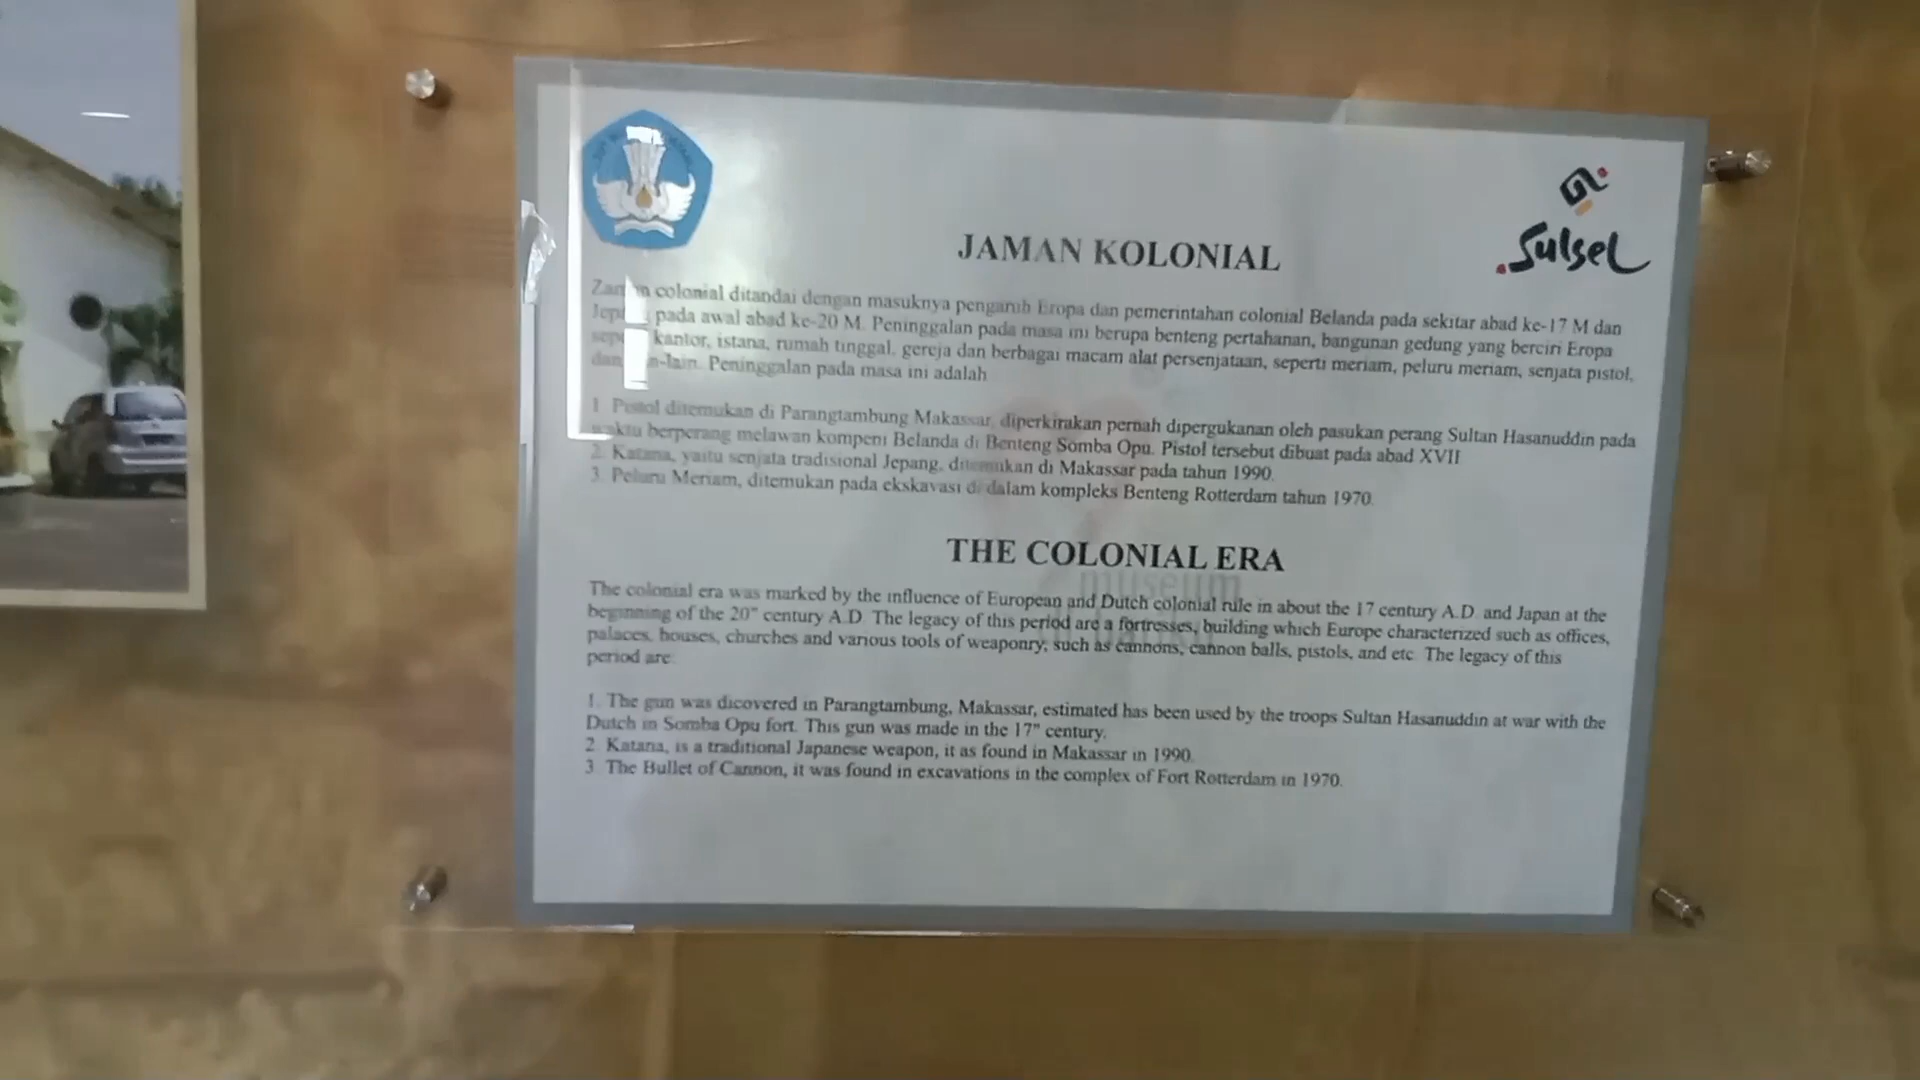 Sulsel
JAMAN KOLONIAL
colonial ditandai dengan masuknya pengaruh Eropa dan pemerintahan colonial Belanda pada sekitar abad ke-17 M dan
pada awal abad ke-20 M. Peninggalan pada masa ini berupa benteng pertahanan, bangunan gedung yang berciri Eropa
kantor, istana, rumah tinggal, gereja dan berbagai macam alat persenjataan, seperti meriam, peluru meriam, senjata pistol,
Peninggalan pada masa ini adalah
1. Pistol ditemukan di Parangtambung Makassar, diperkirakan pernah dipergukanan oleh pasukan perang Sultan Hasanuddin pada
waktu berperang melawan kompeni Belanda di Benteng Somba Opu. Pistol tersebut dibuat pada abad XVII
2. Katana, yaitu senjata tradisional Jepang, ditemukan di Makassar pada tahun 1990.
3. Peluru Meriam, ditemukan pada ekskavasi di dalam kompleks Benteng Rotterdam tahun 1970.
THE COLONIAL ERA
The colonial era was marked by the influence of European and Dutch colonial rule in about the 17 century A.D. and Japan at the
beginning of the 20" century A.D. The legacy of this period are a fortresses, building which Europe characterized such as offices,
palaces, houses, churches and various tools of weaponry, such as cannons, cannon balls, pistols, and etc. The legacy of this
period are:
1. The gun was dicovered in Parangtambung, Makassar, estimated has been used by the troops Sultan Hasanuddin at war with the
Dutch in Somba Opu fort. This gun was made in the 17" century.
2. Katana, is a traditional Japanese weapon, it as found in Makassar in 1990.
3. The Bullet of Cannon, it was found in excavations in the complex of Fort Rotterdam in 1970.
museum